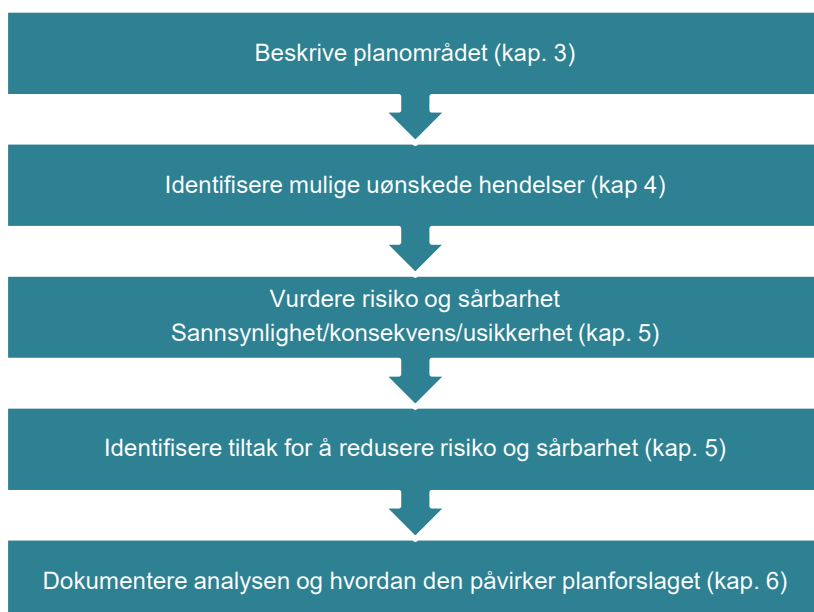 Beskrive planområdet (kap. 3)
Identifisere mulige uønskede hendelser (kap 4)
Vurdere risiko og sårbarhet
Sannsynlighet/konsekvens/usikkerhet (kap. 5)
Identifisere tiltak for å redusere risiko og sårbarhet (kap. 5)
Dokumentere analysen og hvordan den påvirker planforslaget (kap. 6)